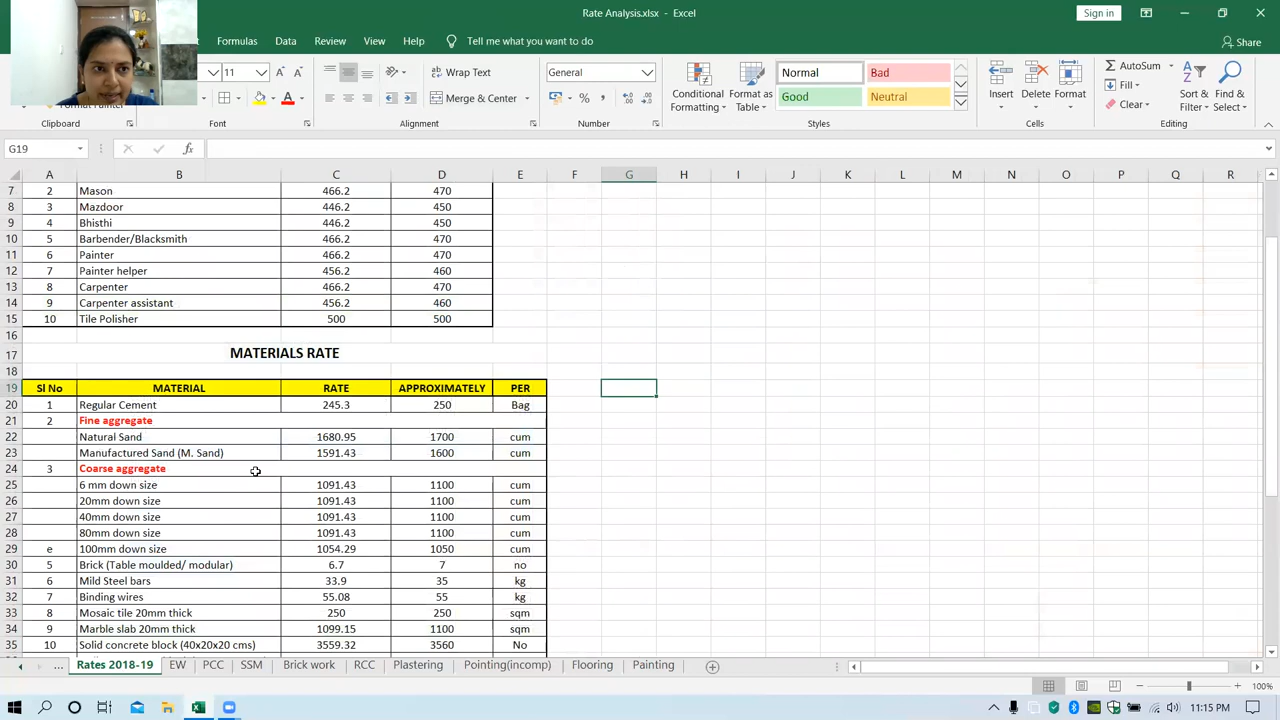 Rate Analysis.xlsx - Excel
Sign in
Formulas Data Review View Help Tell me what you want to do
Share
11 A A Wrap Text General Normal Bad AutoSum
Merge & Center % , Good Neutral Fill
Conditional Formatting Format as Table Insert Delete Format Clear Sort & Filter Find & Select
Clipboard Font Alignment Number Styles Cells Editing
G19 fx
A B C D E F G H I J K L M N O P Q R
7 2 Mason 466.2 470
8 3 Mazdoor 446.2 450
9 4 Bhisthi 446.2 450
10 5 Barbender/Blacksmith 466.2 470
11 6 Painter 466.2 470
12 7 Painter helper 456.2 460
13 8 Carpenter 466.2 470
14 9 Carpenter assistant 456.2 460
15 10 Tile Polisher 500 500
16
17 MATERIALS RATE
18
19 Sl No MATERIAL RATE APPROXIMATELY PER
20 1 Regular Cement 245.3 250 Bag
21 2 Fine aggregate
22 Natural Sand 1680.95 1700 cum
23 Manufactured Sand (M. Sand) 1591.43 1600 cum
24 3 Coarse aggregate
25 6 mm down size 1091.43 1100 cum
26 20mm down size 1091.43 1100 cum
27 40mm down size 1091.43 1100 cum
28 80mm down size 1091.43 1100 cum
29 e 100mm down size 1054.29 1050 cum
30 5 Brick (Table moulded/ modular) 6.7 7 no
31 6 Mild Steel bars 33.9 35 kg
32 7 Binding wires 55.08 55 kg
33 8 Mosaic tile 20mm thick 250 250 sqm
34 9 Marble slab 20mm thick 1099.15 1100 sqm
35 10 Solid concrete block (40x20x20 cms) 3559.32 3560 No
... Rates 2018-19 EW PCC SSM Brick work RCC Plastering Pointing(incomp) Flooring Painting
100%
11:15 PM